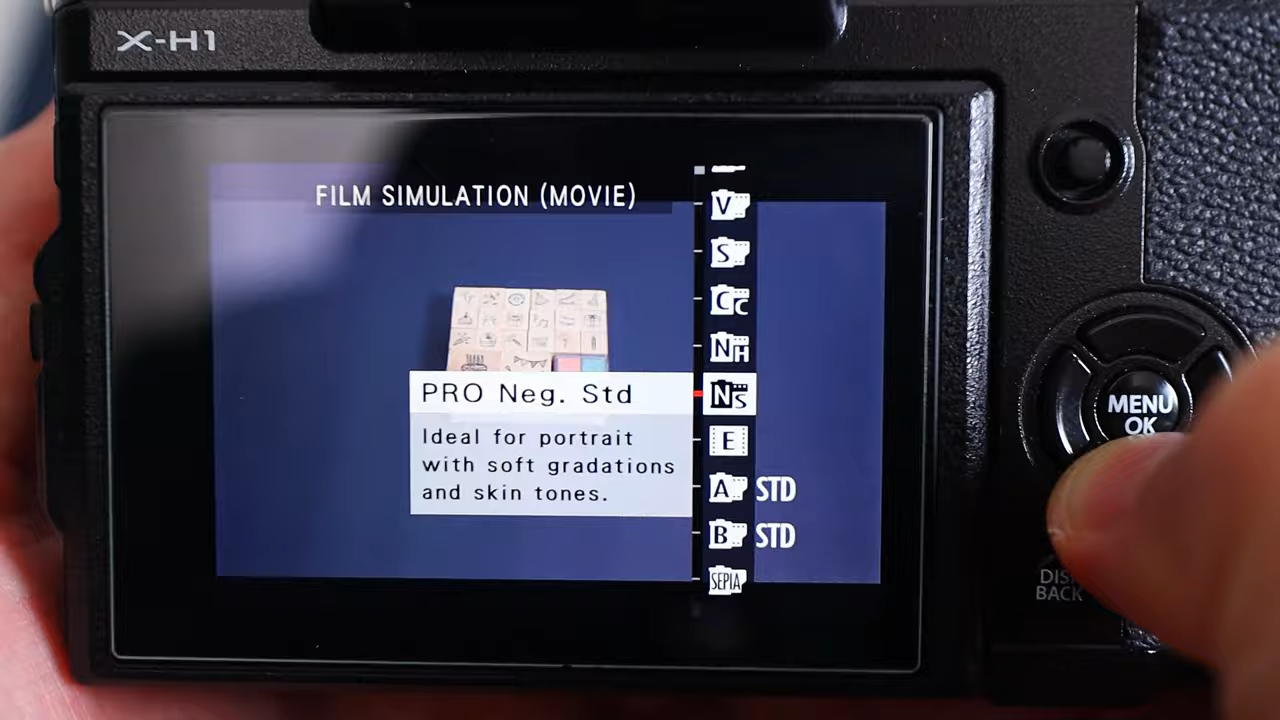 X-H1
FILM SIMULATION (MOVIE)
V
S
Cc
NH
PRO Neg. Std
NS
Ideal for portrait
with soft gradations
and skin tones.
E
A STD
B STD
SEPIA
MENU
OK
BACK